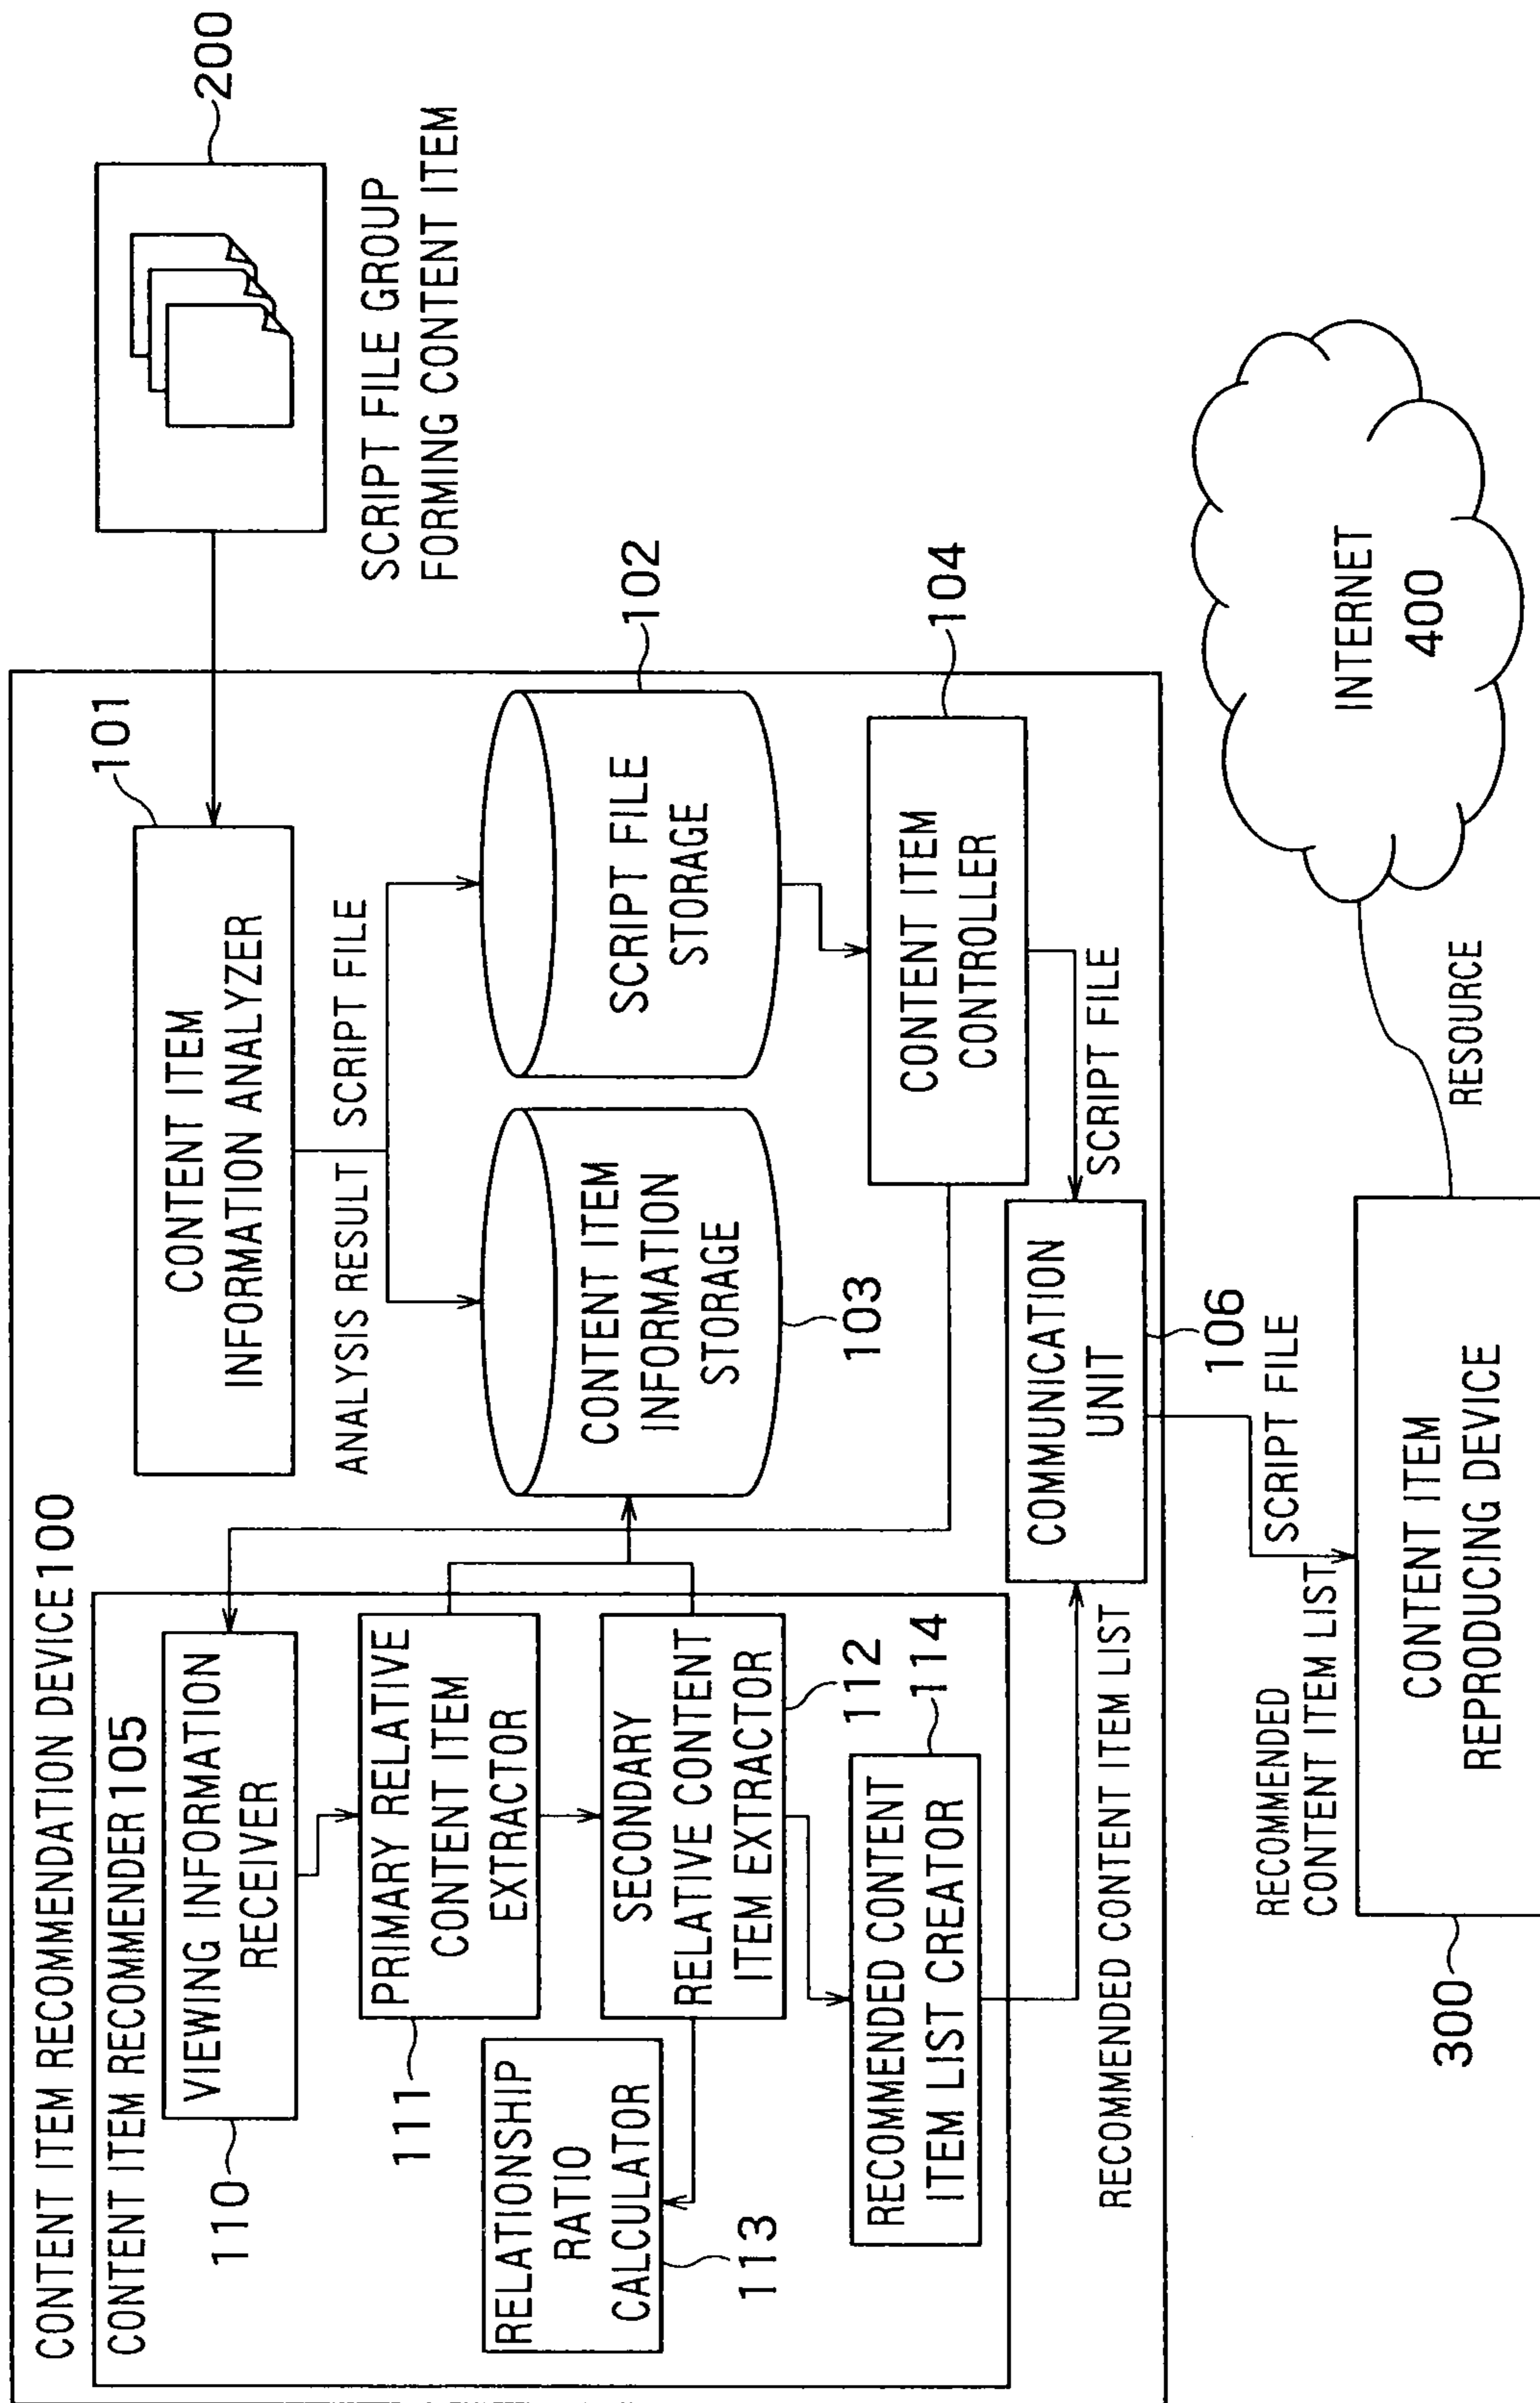 CONTENT ITEM RECOMMENDATION DEVICE 100
CONTENT ITEM RECOMMENDER 105
VIEWING INFORMATION
RECEIVER
110
PRIMARY RELATIVE
CONTENT ITEM
EXTRACTOR
111
RELATIONSHIP
RATIO
CALCULATOR
113
SECONDARY
RELATIVE CONTENT
ITEM EXTRACTOR
112
RECOMMENDED CONTENT
ITEM LIST CREATOR
114
RECOMMENDED CONTENT ITEM LIST
CONTENT ITEM
INFORMATION ANALYZER
101
ANALYSIS RESULT
SCRIPT FILE
CONTENT ITEM
INFORMATION
STORAGE
103
SCRIPT FILE
STORAGE
102
CONTENT ITEM
CONTROLLER
104
SCRIPT FILE
COMMUNICATION
UNIT
106
200
SCRIPT FILE GROUP
FORMING CONTENT ITEM
RECOMMENDED
CONTENT ITEM LIST
SCRIPT FILE
CONTENT ITEM
REPRODUCING DEVICE
300
RESOURCE
INTERNET
400